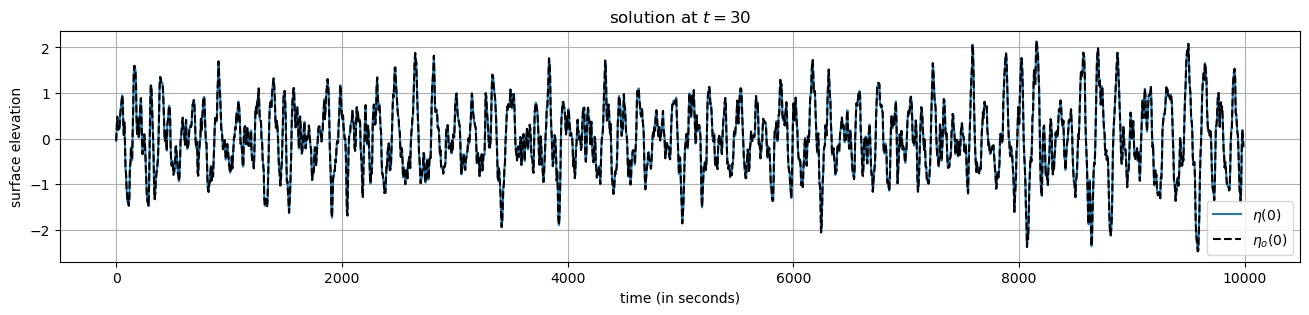 solution at t = 30
surface elevation
2
1
0
−1
−2
η(0)
ηₒ(0)
0 2000 4000 6000 8000 10000
time (in seconds)